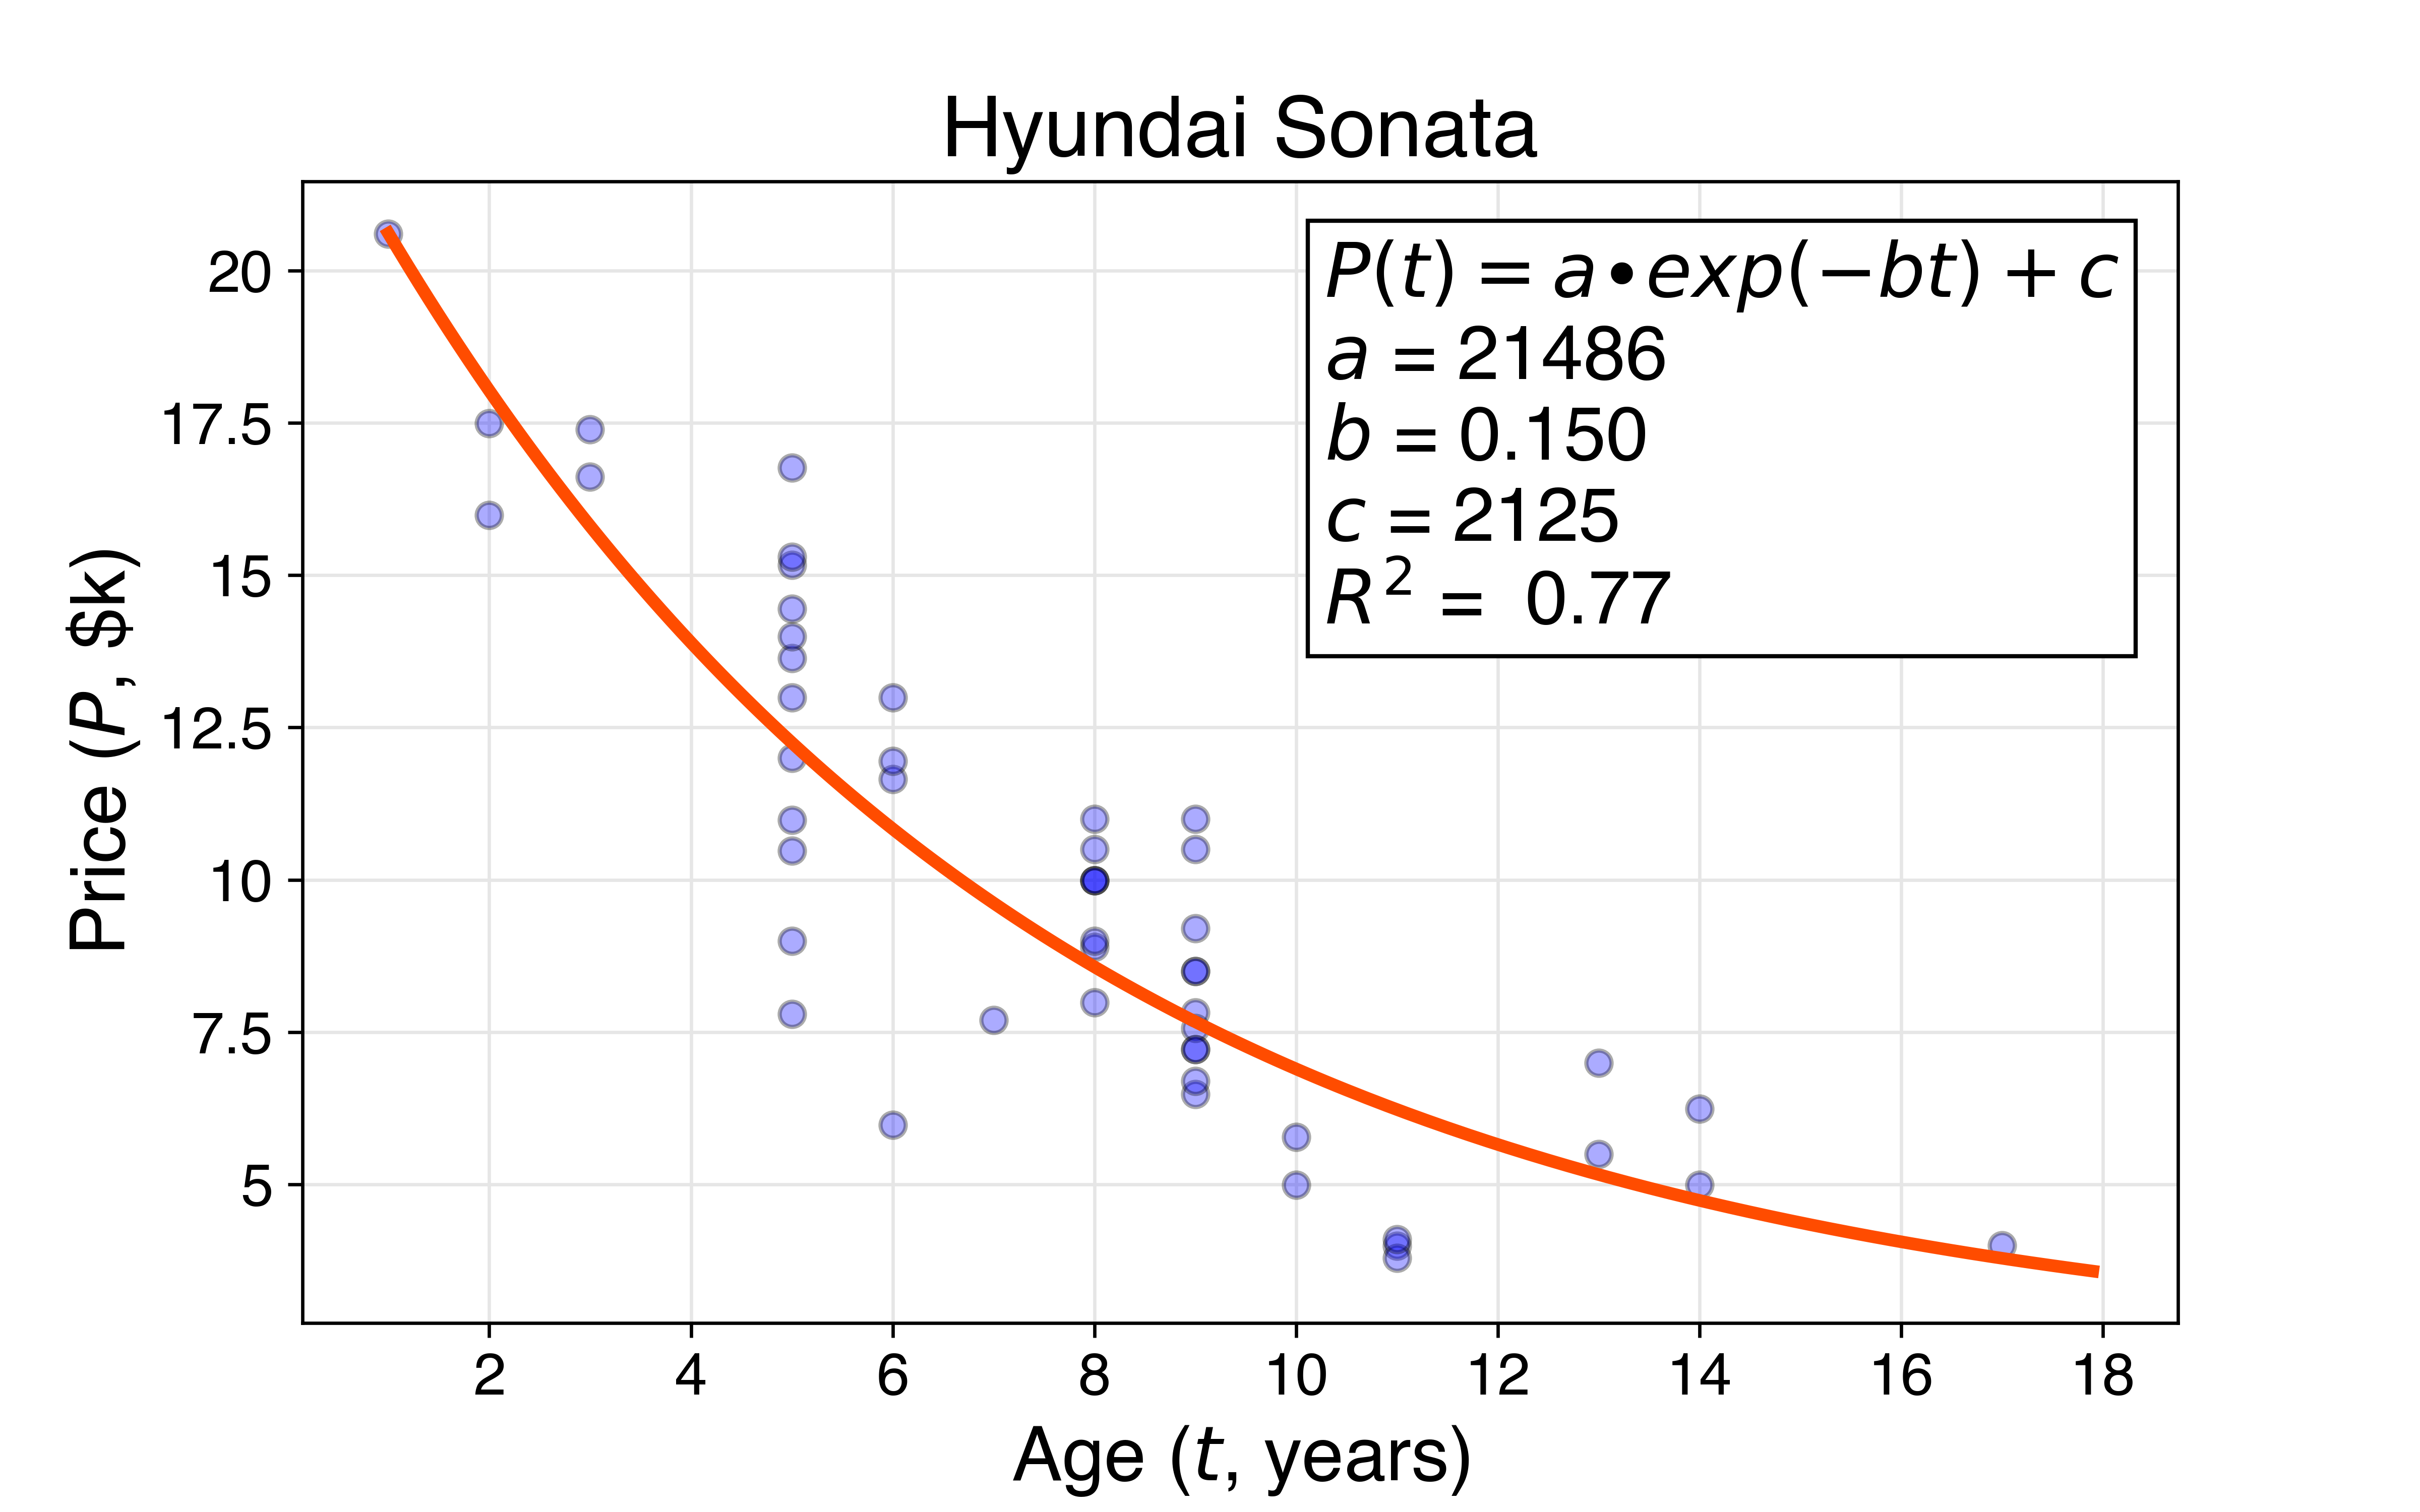 Hyundai Sonata
P(t) = a•exp(−bt) + c
a = 21486
b = 0.150
c = 2125
R² = 0.77
Price (P, $k)
20
17.5
15
12.5
10
7.5
5
2 4 6 8 10 12 14 16 18
Age (t, years)